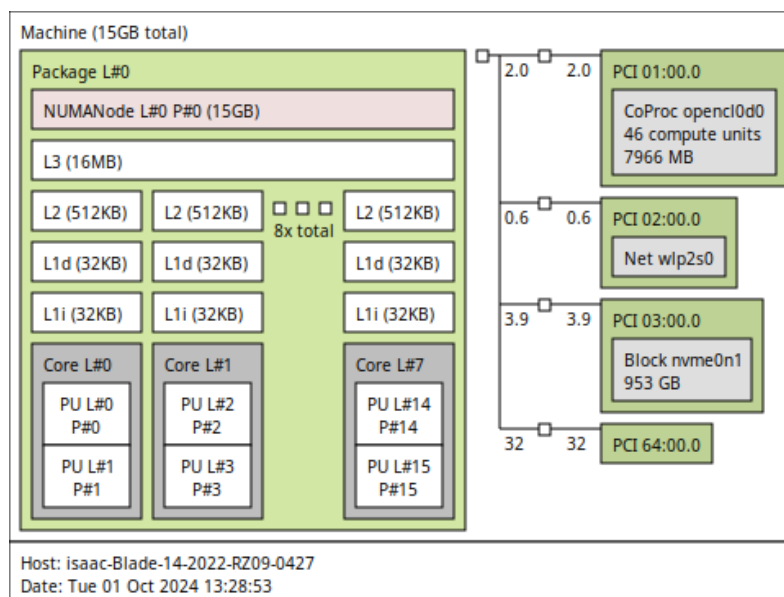 Machine (15GB total)
Package L#0
NUMANode L#0 P#0 (15GB)
L3 (16MB)
L2 (512KB)
L2 (512KB)
8x total
L2 (512KB)
L1d (32KB)
L1d (32KB)
L1d (32KB)
L1i (32KB)
L1i (32KB)
L1i (32KB)
Core L#0
PU L#0
P#0
PU L#1
P#1
Core L#1
PU L#2
P#2
PU L#3
P#3
Core L#7
PU L#14
P#14
PU L#15
P#15
2.0 2.0
PCI 01:00.0
CoProc opencl0d0
46 compute units
7966 MB
0.6 0.6
PCI 02:00.0
Net wlp2s0
3.9 3.9
PCI 03:00.0
Block nvme0n1
953 GB
32 32
PCI 64:00.0
Host: isaac-Blade-14-2022-RZ09-0427
Date: Tue 01 Oct 2024 13:28:53